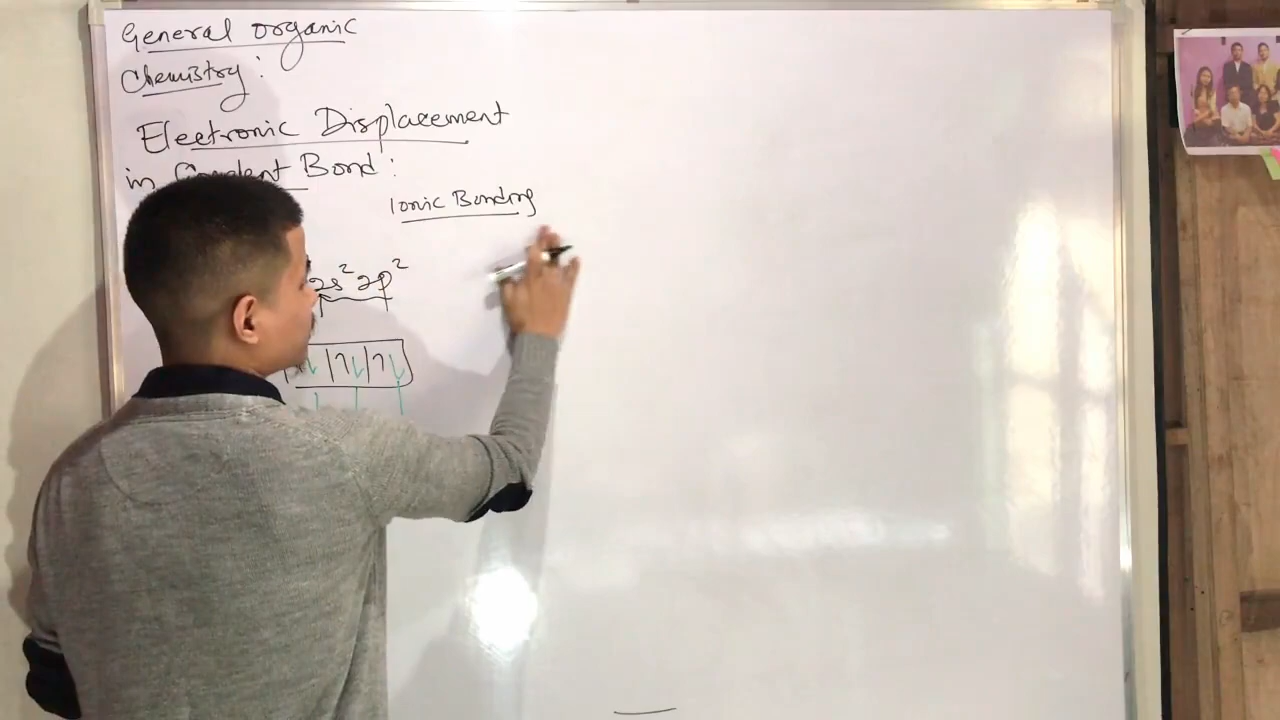 General Organic
Chemistry :
Electronic Displacement
in Covalent Bond :
Ionic Bonding
2s² 2p²